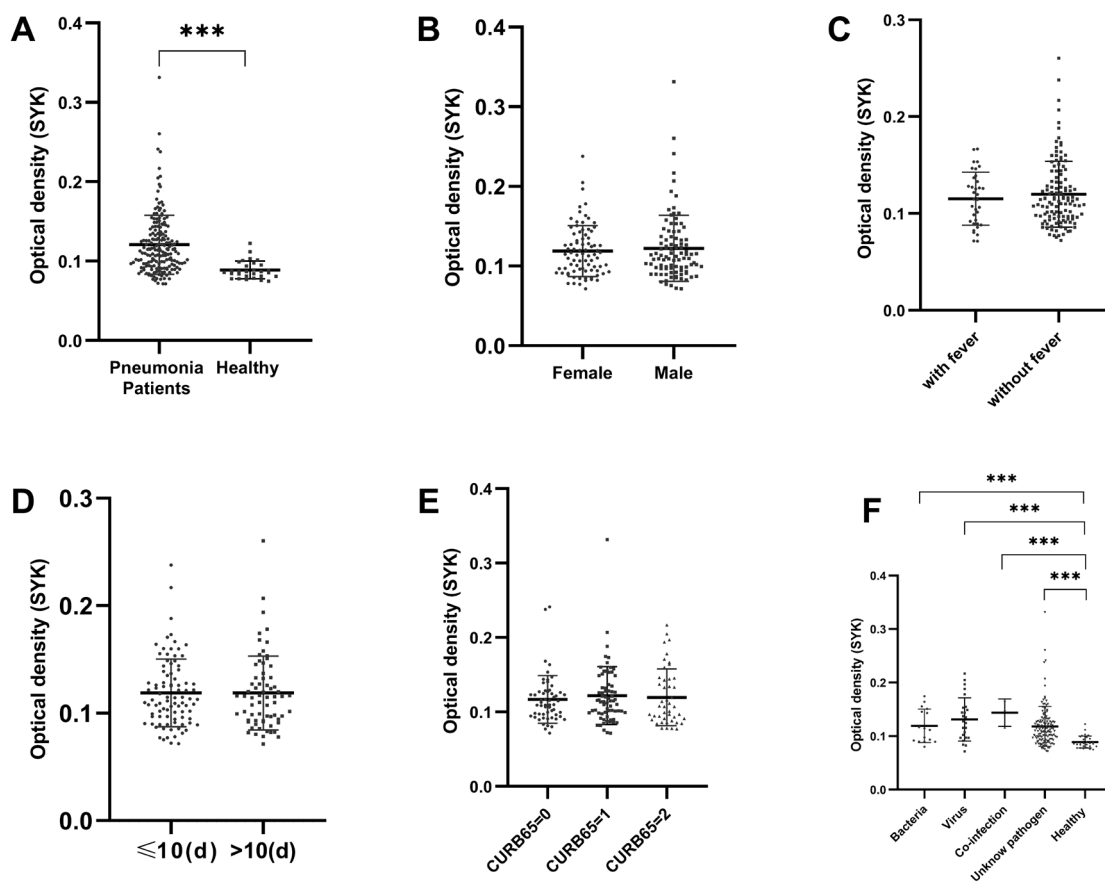 A
Optical density (SYK)
0.4
0.3
0.2
0.1
0.0
***
Pneumonia
Patients
Healthy
B
Optical density (SYK)
0.4
0.3
0.2
0.1
0.0
Female
Male
C
Optical density (SYK)
0.3
0.2
0.1
0.0
with fever
without fever
D
Optical density (SYK)
0.3
0.2
0.1
0.0
≤10(d)
>10(d)
E
Optical density (SYK)
0.4
0.3
0.2
0.1
0.0
CURB65=0
CURB65=1
CURB65=2
F
***
***
***
***
Optical density (SYK)
0.4
0.3
0.2
0.1
0.0
Bacteria
Virus
Co-infection
Unknow pathogen
Healthy